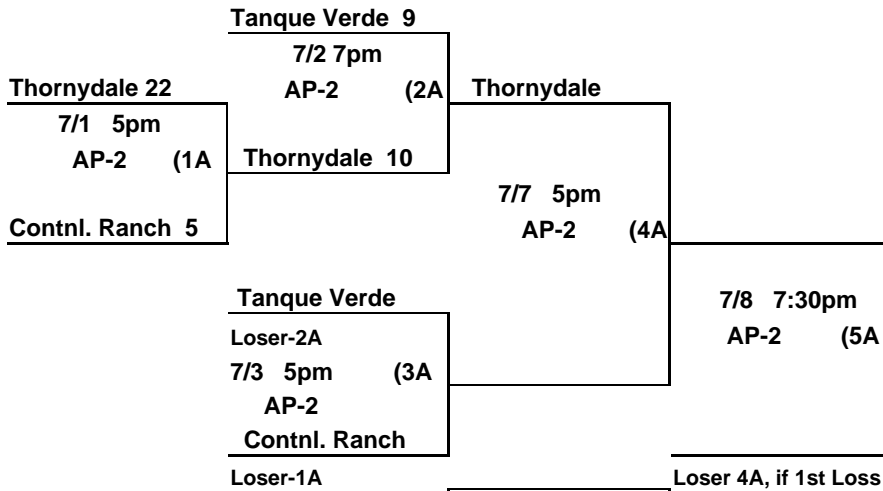 Tanque Verde 9
7/2 7pm
Thornydale 22 AP-2 (2A Thornydale
7/1 5pm
AP-2 (1A Thornydale 10
7/7 5pm
Contnl. Ranch 5 AP-2 (4A
Tanque Verde 7/8 7:30pm
Loser-2A AP-2 (5A
7/3 5pm (3A
AP-2
Contnl. Ranch
Loser-1A Loser 4A, if 1st Loss